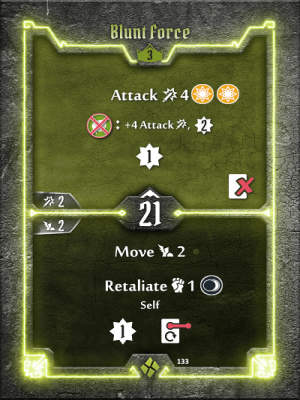 Blunt Force
3
Attack 4
: +4 Attack , 2
1
2
21
2
Move 2
Retaliate 1
Self
1
133